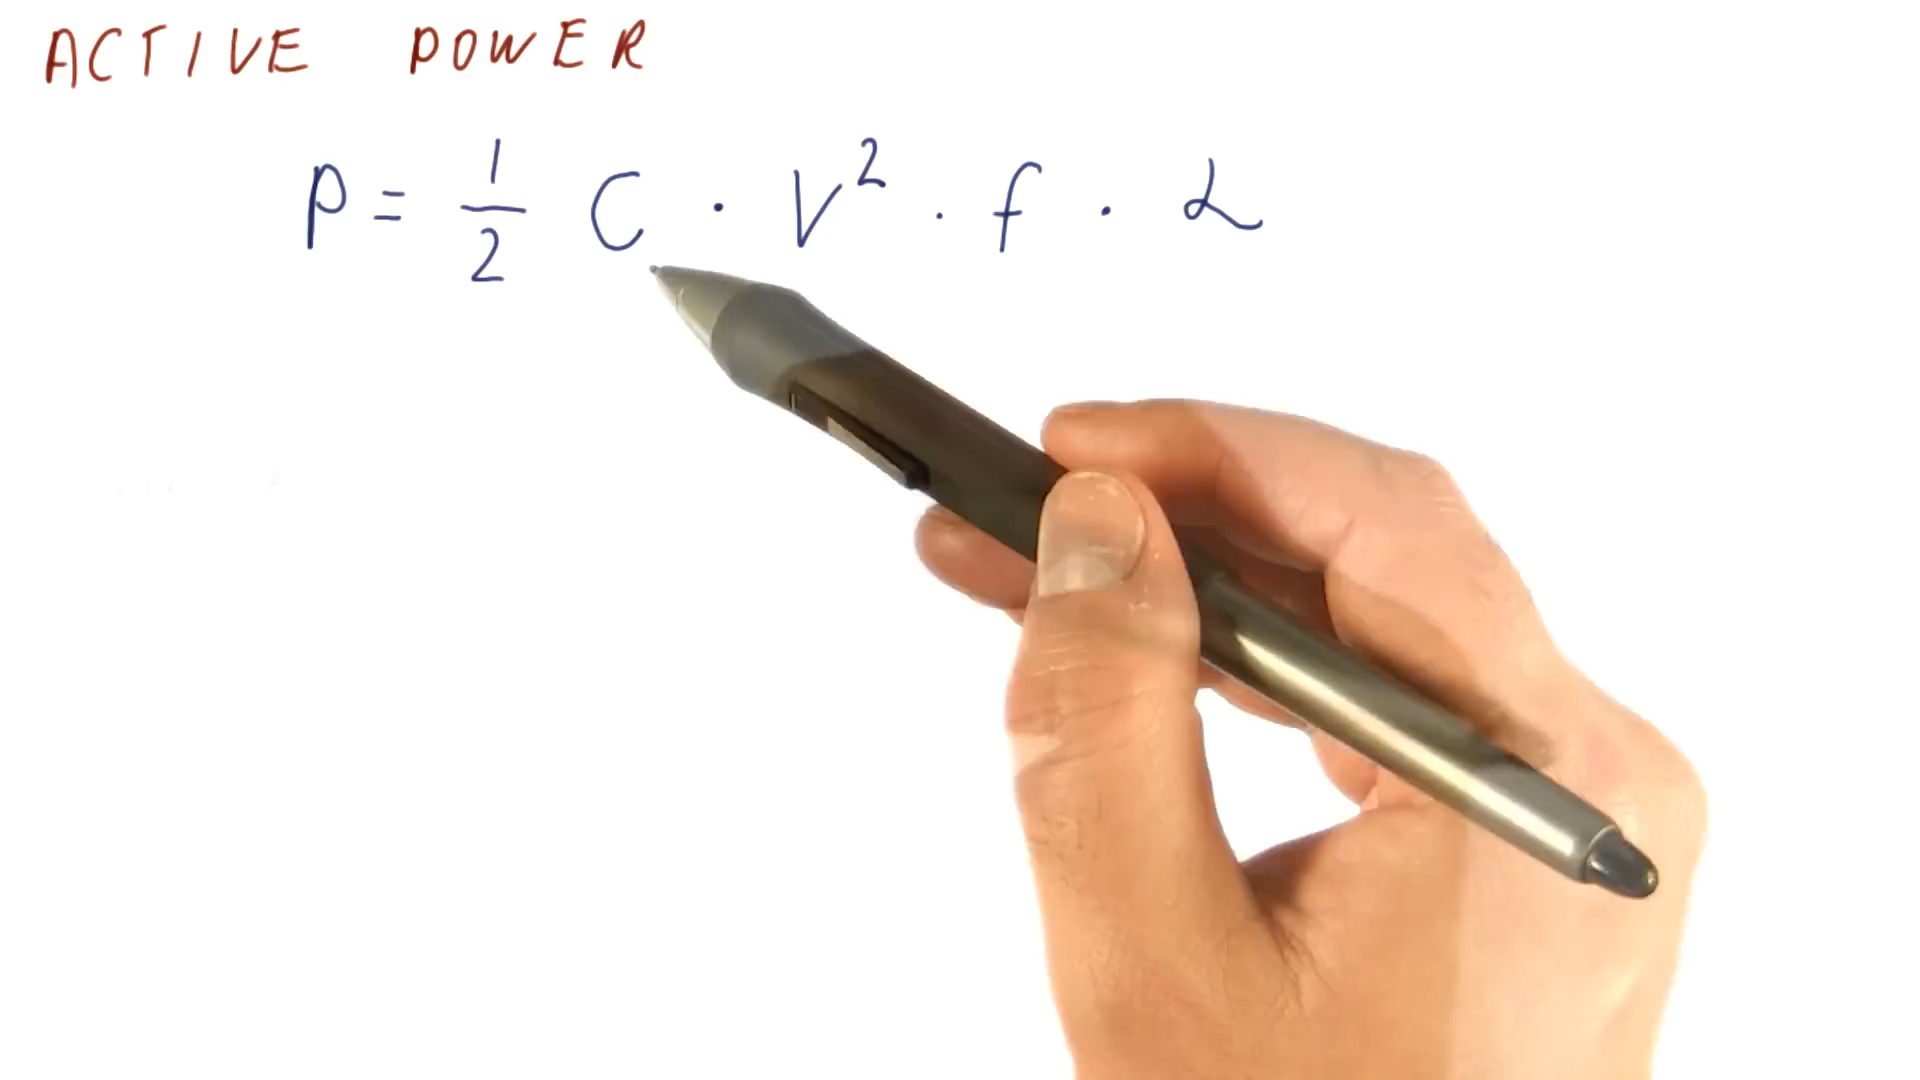 ACTIVE POWER
P = 1/2 C · V² · f · α